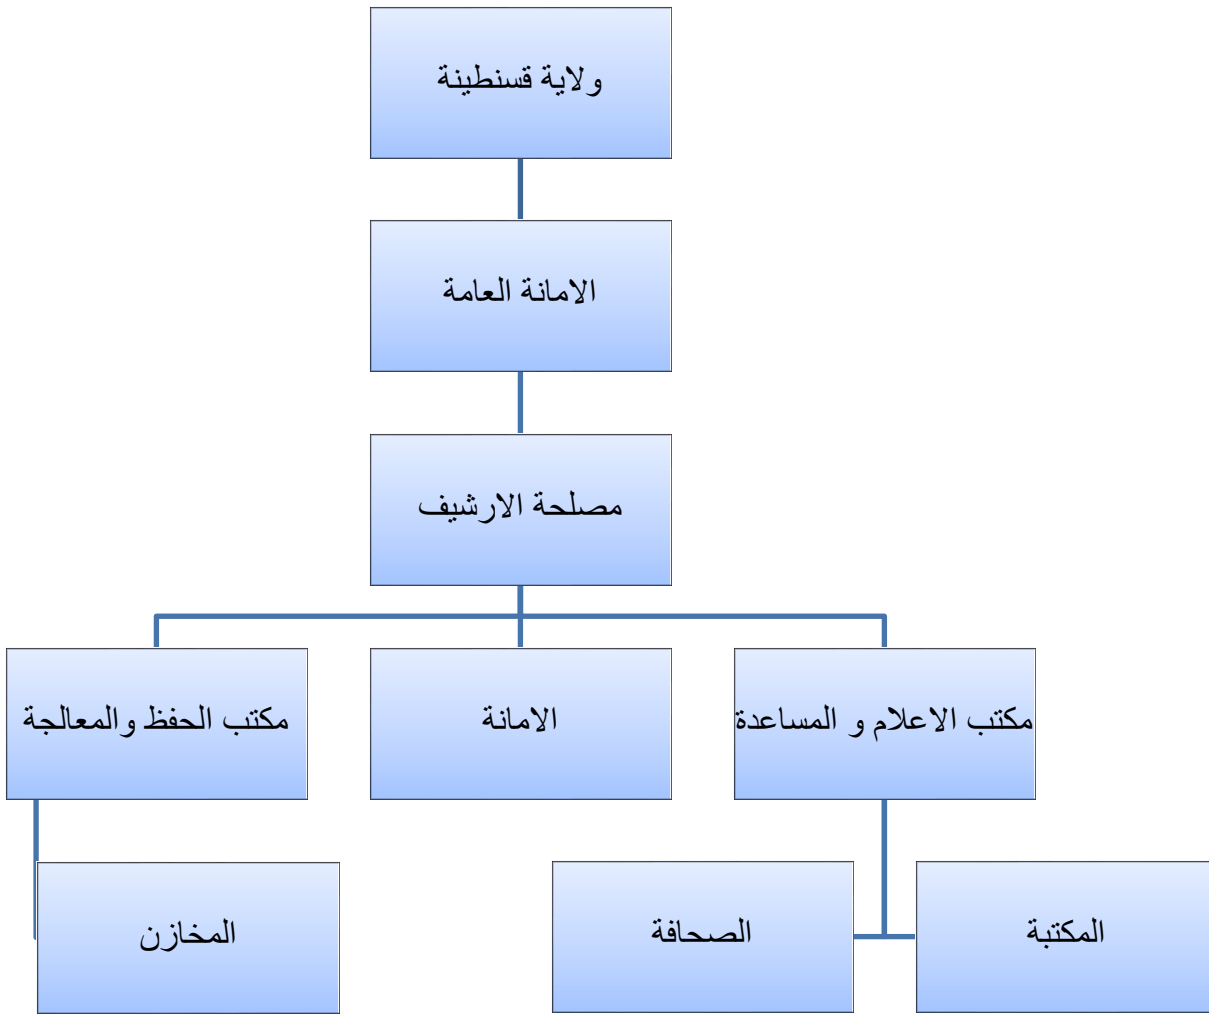 ولاية قسنطينة
الامانة العامة
مصلحة الارشيف
مكتب الاعلام و المساعدة
الامانة
مكتب الحفظ والمعالجة
المكتبة
الصحافة
المخازن